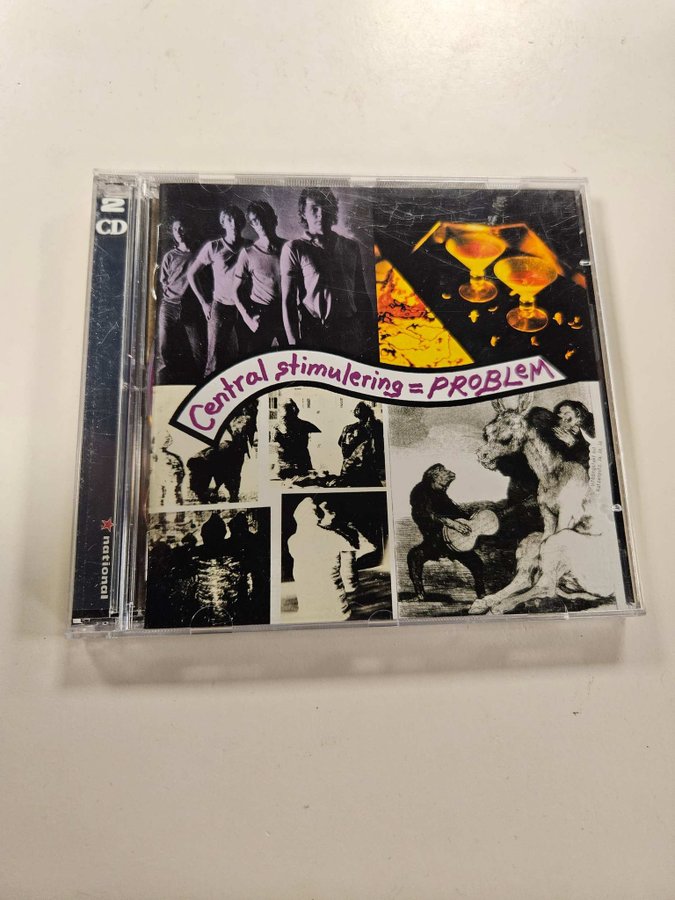 2
CD
Central stimulering = PROBLEM
national